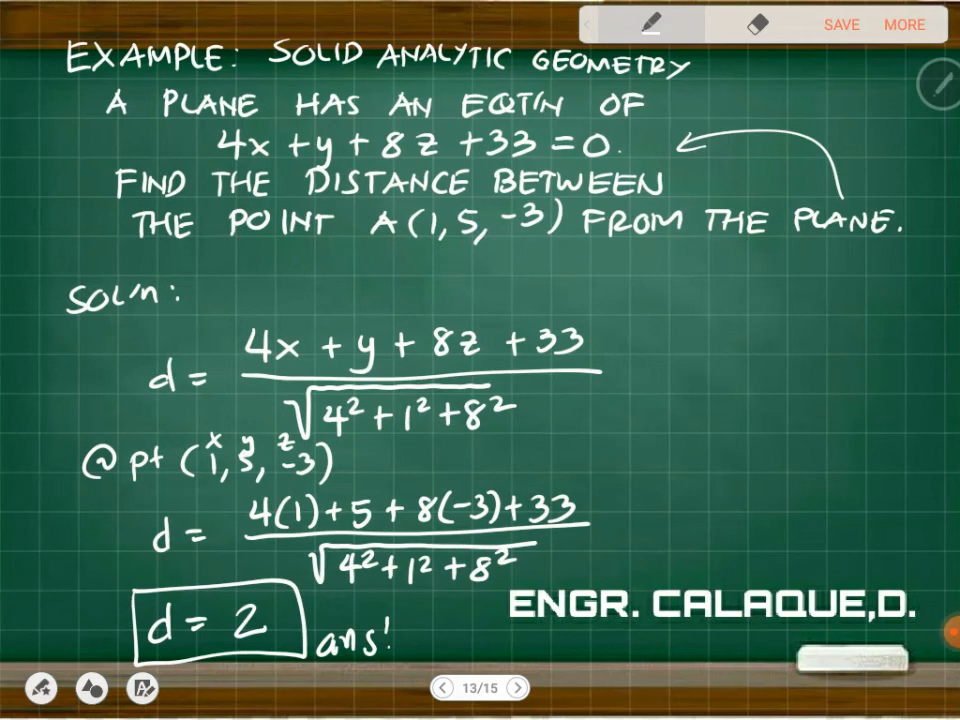 SAVE MORE
EXAMPLE: SOLID ANALYTIC GEOMETRY
A PLANE HAS AN EQT'N OF
4x + y + 8z + 33 = 0.
FIND THE DISTANCE BETWEEN
THE POINT A(1, 5, -3) FROM THE PLANE.
SOL'n:
d = (4x + y + 8z + 33) / √(4² + 1² + 8²)
x y z
@ pt (1, 5, -3)
d = (4(1) + 5 + 8(-3) + 33) / √(4² + 1² + 8²)
d = 2 ans!
ENGR. CALAQUE,D.
13/15